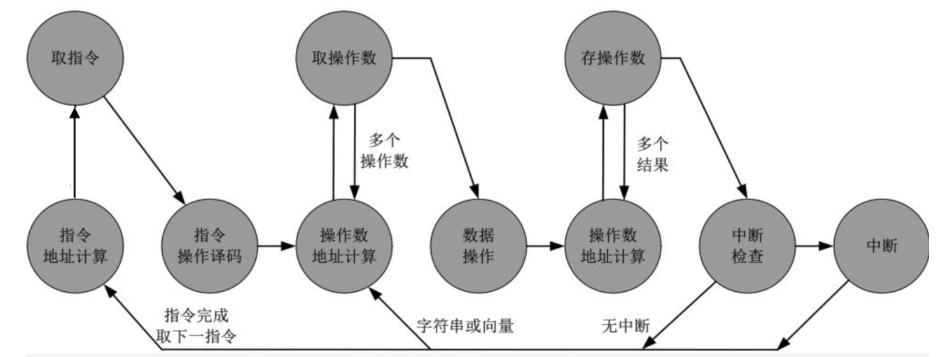 取指令
取操作数
存操作数
多个
操作数
多个
结果
指令
地址计算
指令
操作译码
操作数
地址计算
数据
操作
操作数
地址计算
中断
检查
中断
指令完成
取下一指令
字符串或向量
无中断